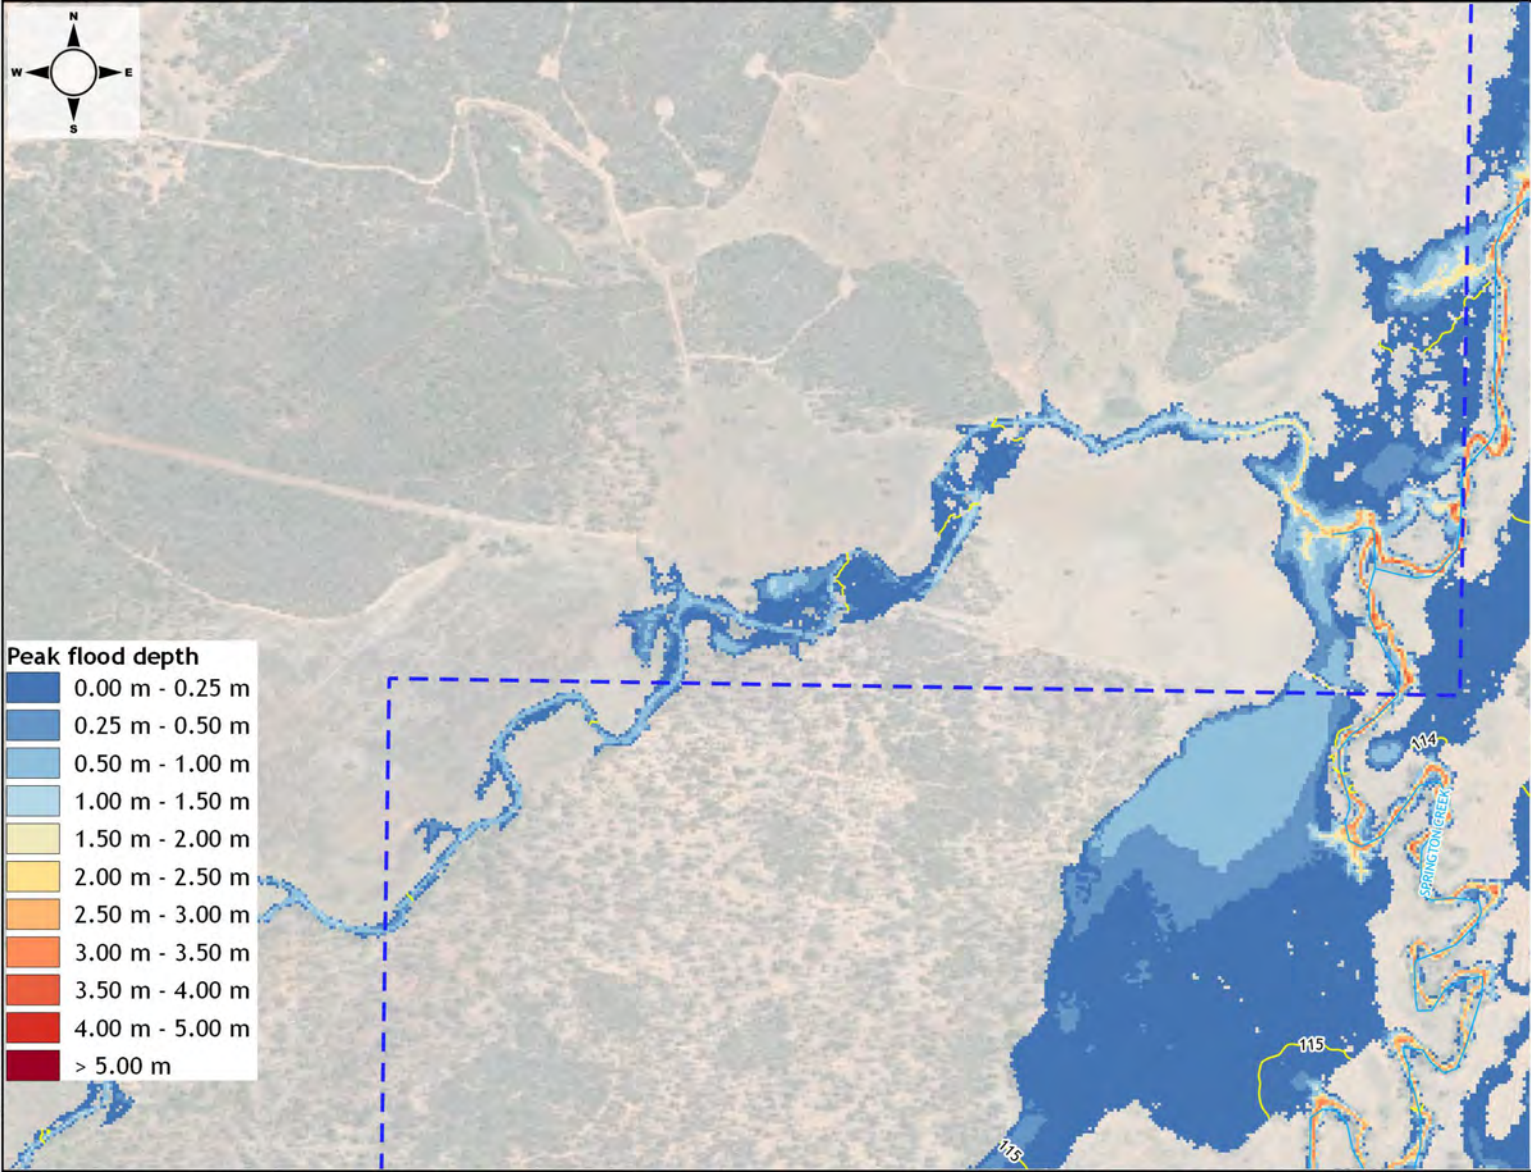 N
W E
S
Peak flood depth
0.00 m - 0.25 m
0.25 m - 0.50 m
0.50 m - 1.00 m
1.00 m - 1.50 m
1.50 m - 2.00 m
2.00 m - 2.50 m
2.50 m - 3.00 m
3.00 m - 3.50 m
3.50 m - 4.00 m
4.00 m - 5.00 m
> 5.00 m
114
SPRINGTON CREEK
115
115